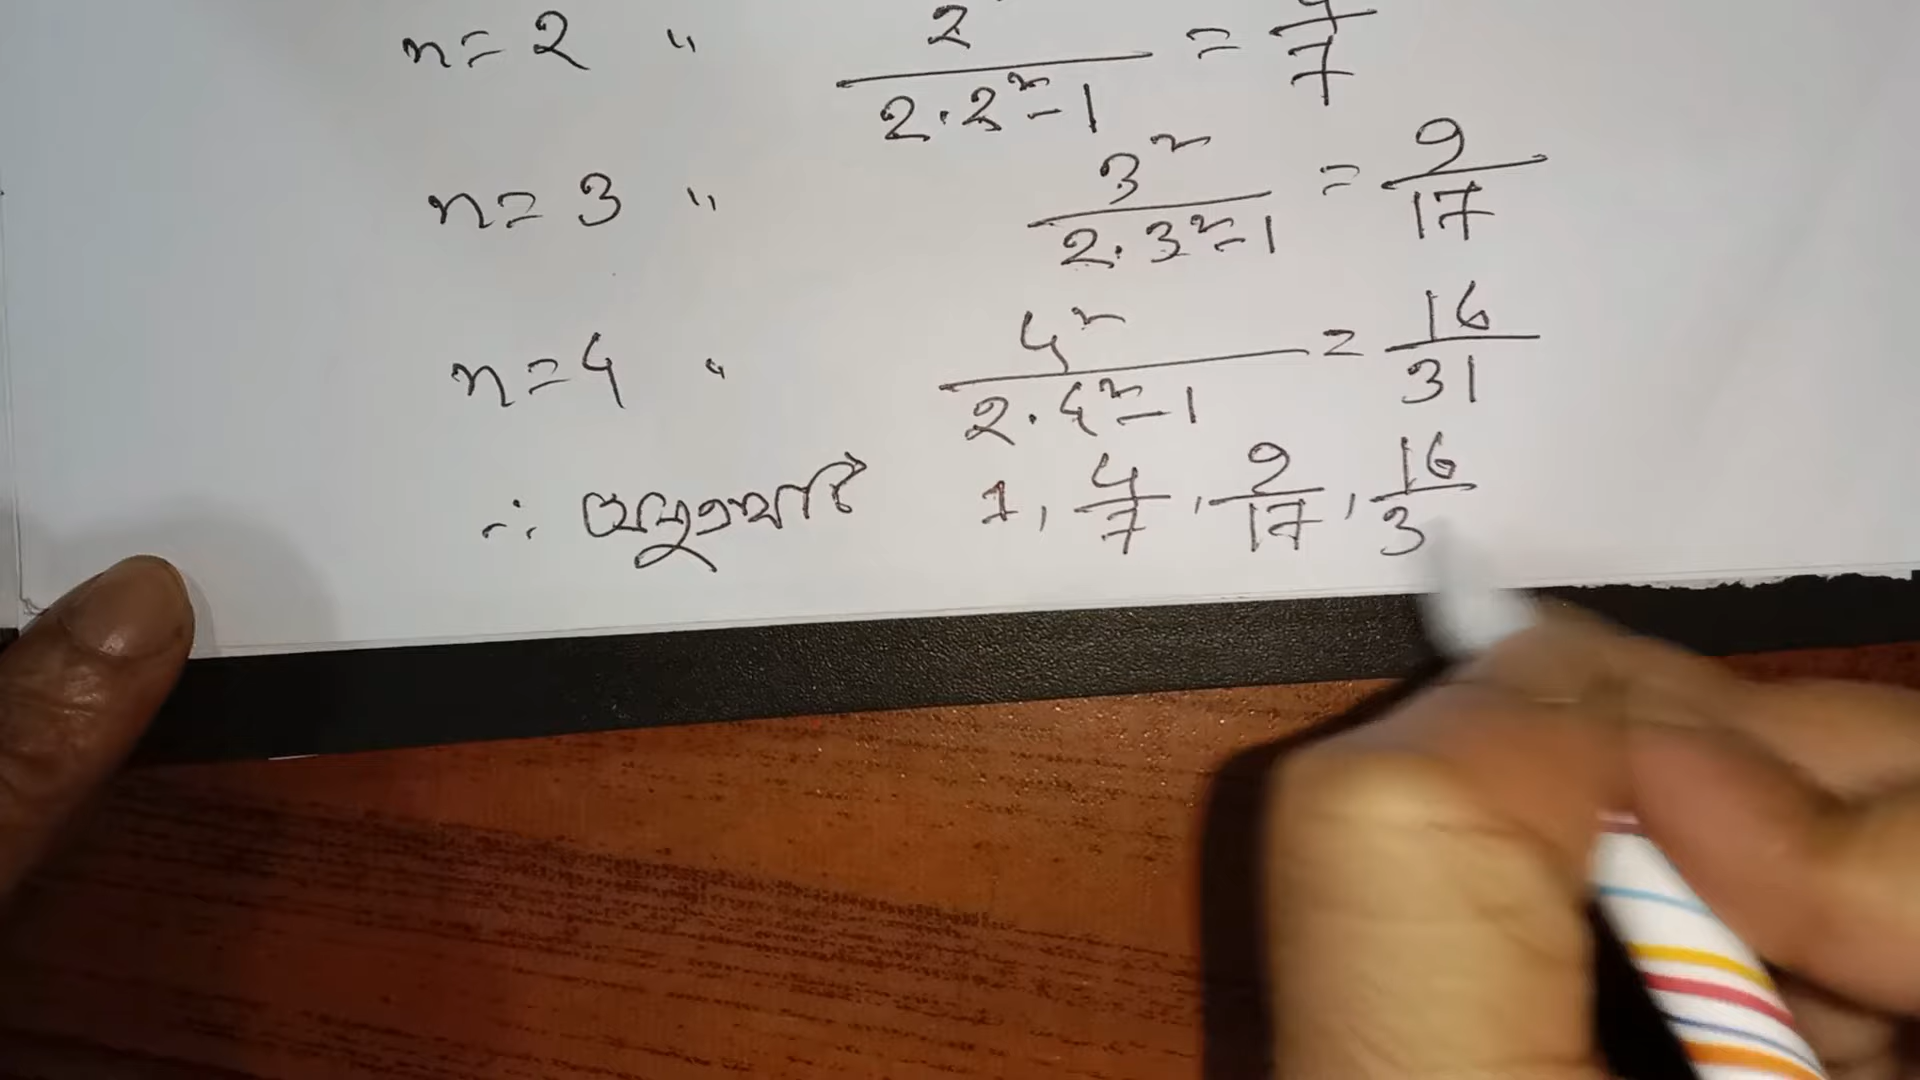 n = 2 " 2² / 2·2²-1 = 4/7
n = 3 " 3² / 2·3²-1 = 9/17
n = 4 " 4² / 2·4²-1 = 16/31
∴ অনুক্রমটি 1, 4/7, 9/17, 16/3